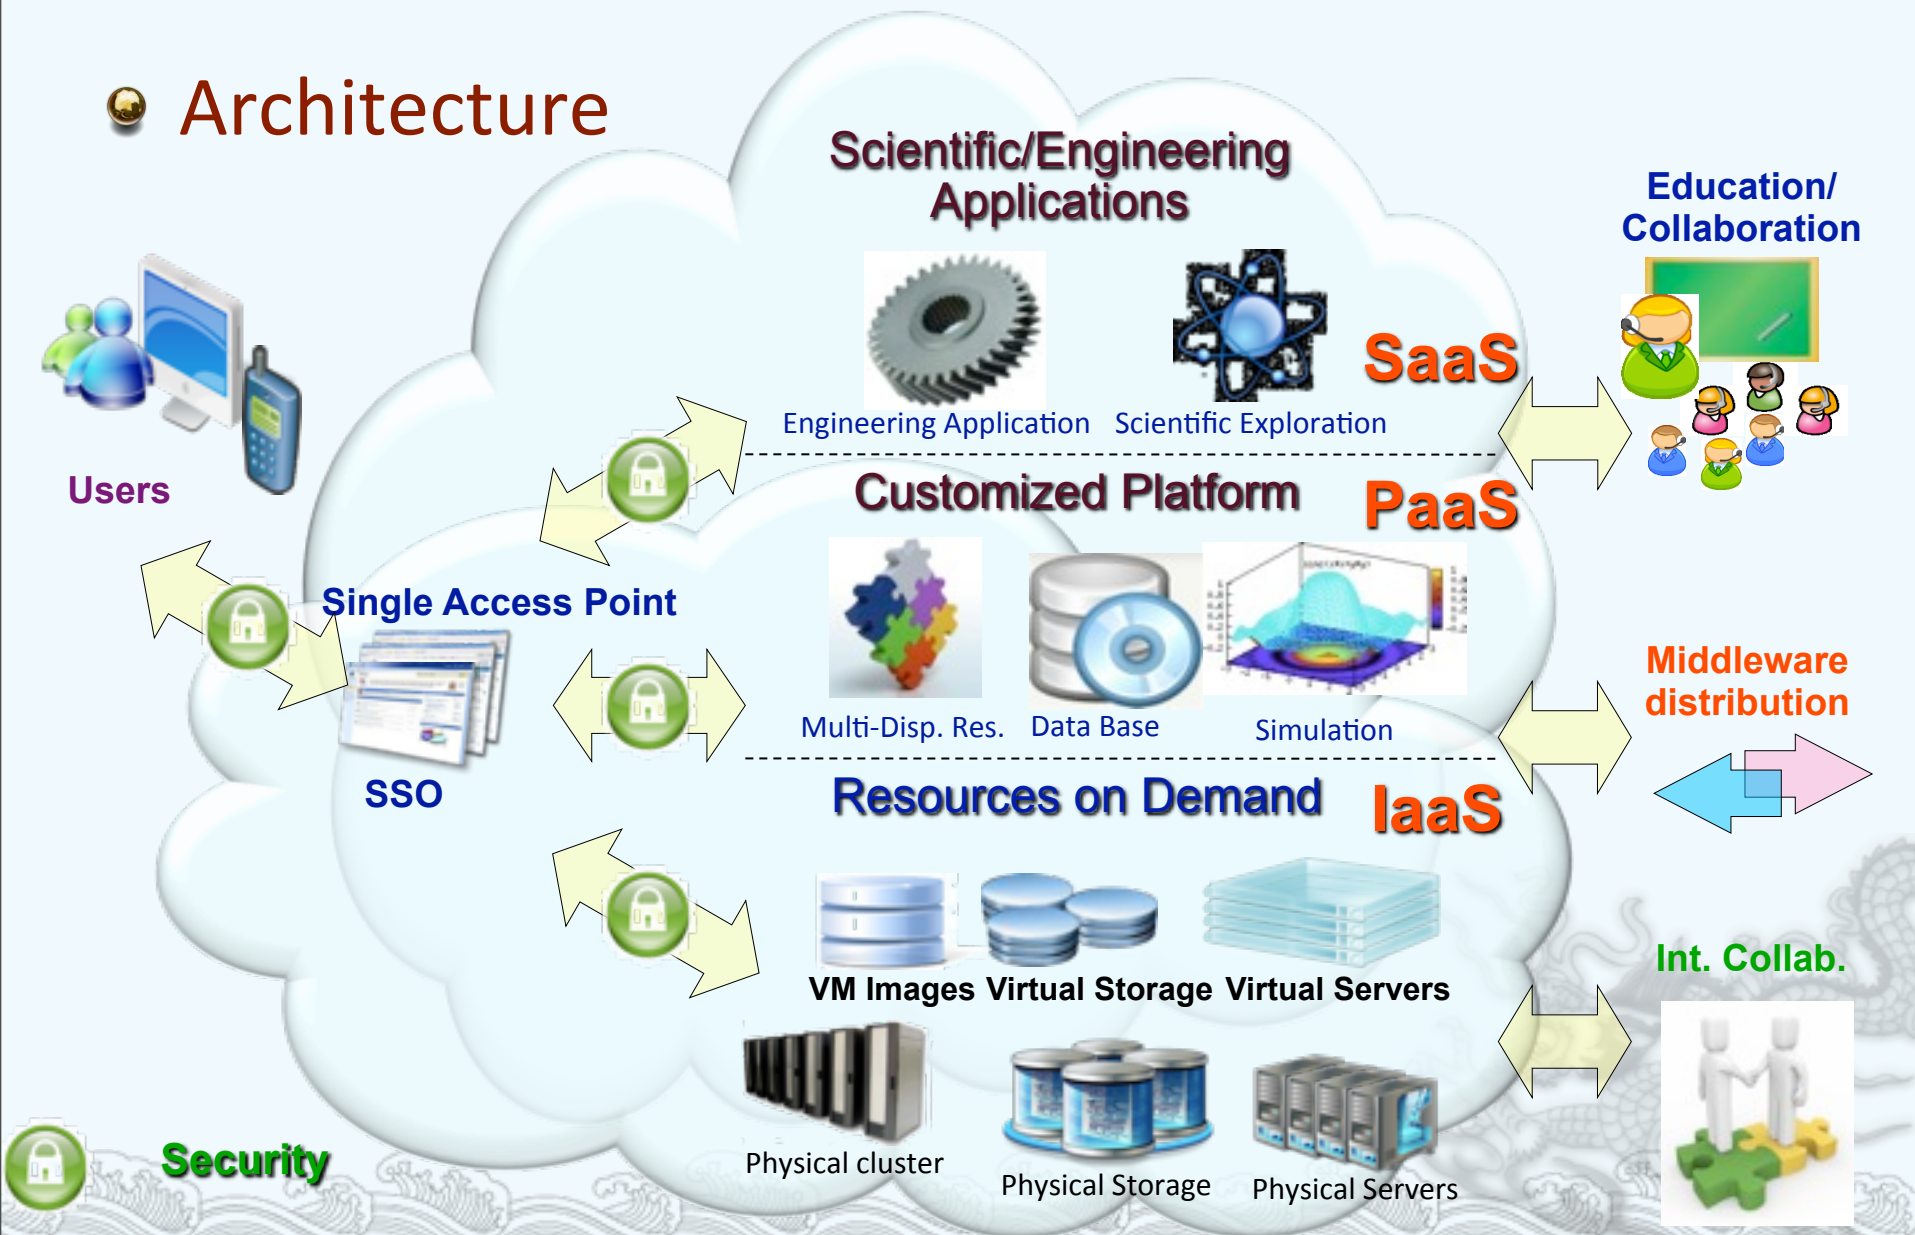 Architecture
Scientific/Engineering
Applications
Education/
Collaboration
SaaS
Engineering Application
Scientific Exploration
Users
Customized Platform
PaaS
Single Access Point
Multi-Disp. Res.
Data Base
Simulation
Middleware
distribution
SSO
Resources on Demand
IaaS
VM Images
Virtual Storage
Virtual Servers
Int. Collab.
Physical cluster
Physical Storage
Physical Servers
Security